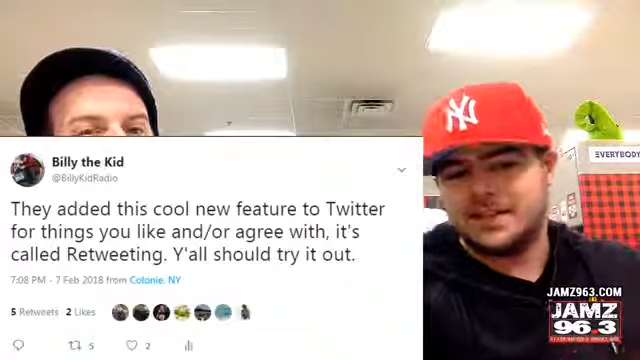 Billy the Kid
@BillyKidRadio
They added this cool new feature to Twitter
for things you like and/or agree with, it's
called Retweeting. Y'all should try it out.
7:08 PM - 7 Feb 2018 from Colonie, NY
5 Retweets 2 Likes
5 2
NY
EVERYBODY
JAMZ963.COM
JAMZ
96.3